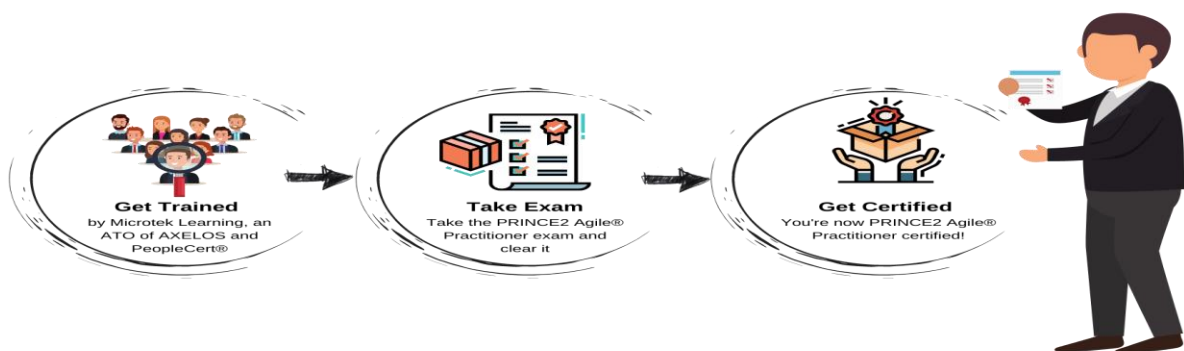 Get Trained
by Microtek Learning, an
ATO of AXELOS and
PeopleCert®
Take Exam
Take the PRINCE2 Agile®
Practitioner exam and
clear it
Get Certified
You're now PRINCE2 Agile®
Practitioner certified!